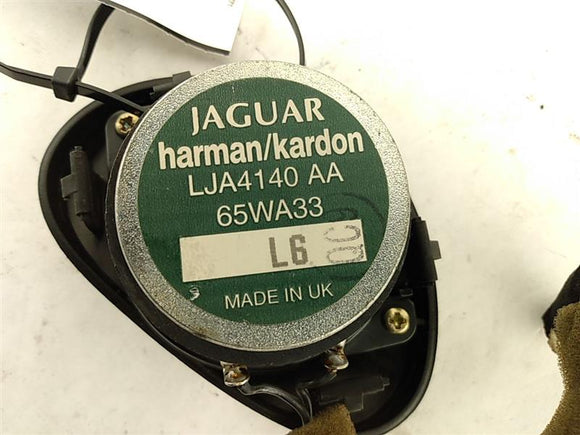 JAGUAR
harman/kardon
LJA4140 AA
65WA33
L6
MADE IN UK